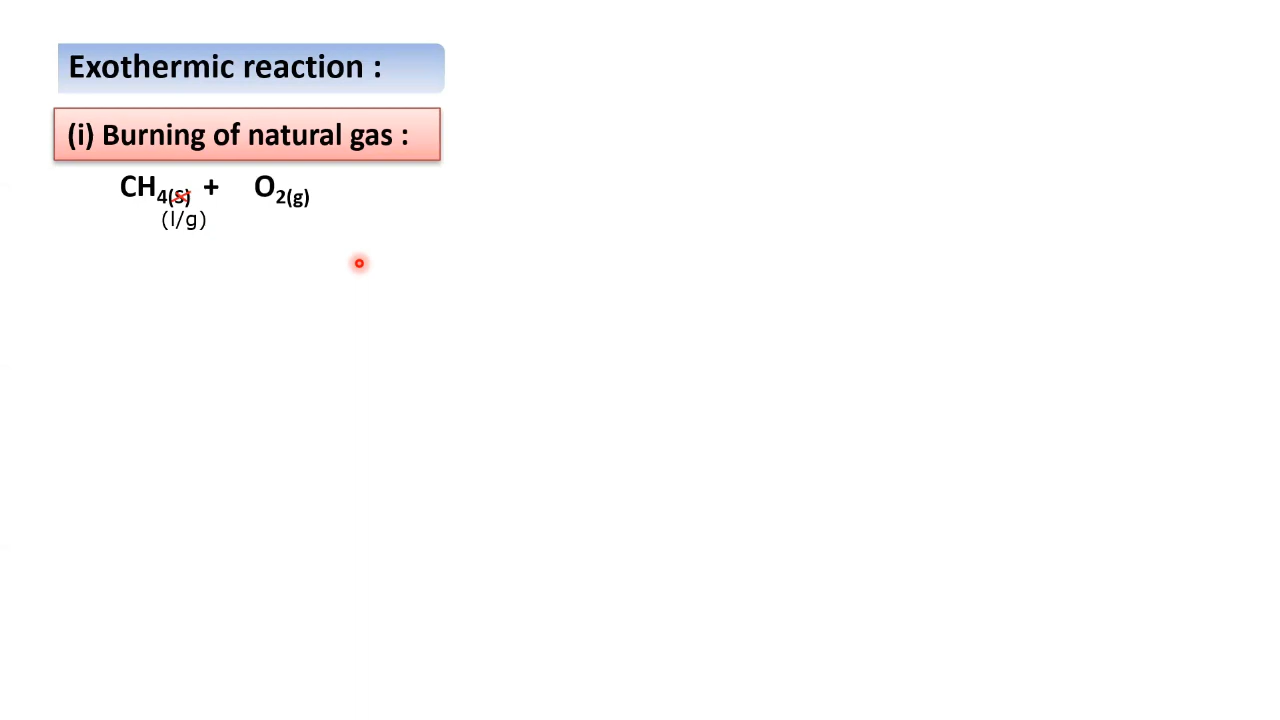 Exothermic reaction :
(i) Burning of natural gas :
CH4(s) + O2(g)
(l/g)